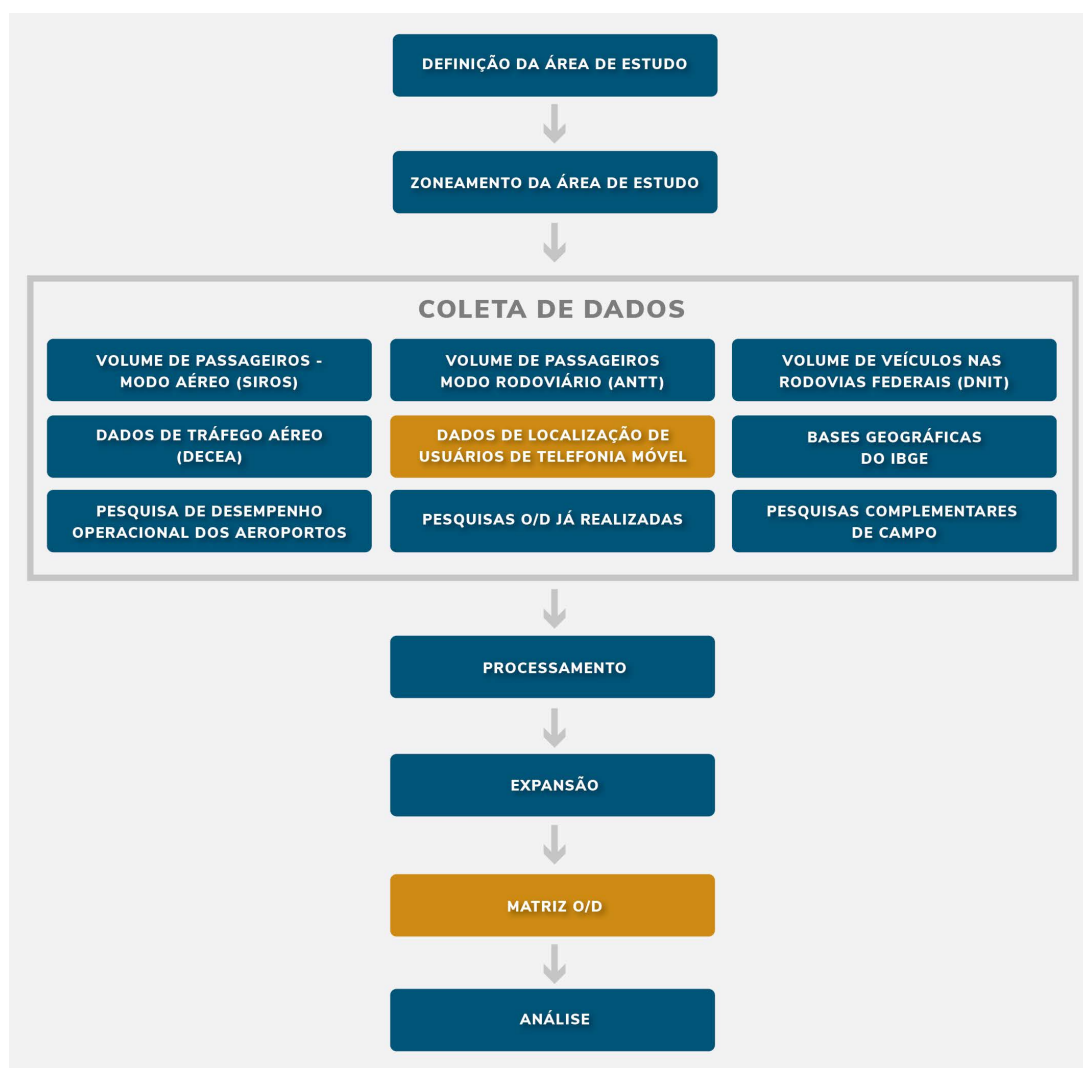 DEFINIÇÃO DA ÁREA DE ESTUDO
ZONEAMENTO DA ÁREA DE ESTUDO
COLETA DE DADOS
VOLUME DE PASSAGEIROS -
MODO AÉREO (SIROS)
VOLUME DE PASSAGEIROS
MODO RODOVIÁRIO (ANTT)
VOLUME DE VEÍCULOS NAS
RODOVIAS FEDERAIS (DNIT)
DADOS DE TRÁFEGO AÉREO
(DECEA)
DADOS DE LOCALIZAÇÃO DE
USUÁRIOS DE TELEFONIA MÓVEL
BASES GEOGRÁFICAS
DO IBGE
PESQUISA DE DESEMPENHO
OPERACIONAL DOS AEROPORTOS
PESQUISAS O/D JÁ REALIZADAS
PESQUISAS COMPLEMENTARES
DE CAMPO
PROCESSAMENTO
EXPANSÃO
MATRIZ O/D
ANÁLISE